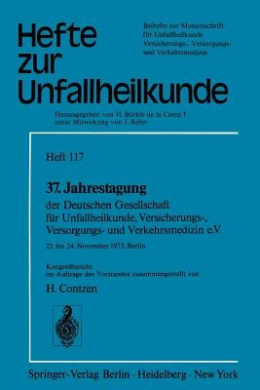 Hefte
zur
Unfallheilkunde
Beihefte zur Monatsschrift
für Unfallheilkunde
Versicherungs-, Versorgungs-
und Verkehrsmedizin
Herausgegeben von H. Bürkle de la Camp †
unter Mitwirkung von J. Rehn
Heft 117
37. Jahrestagung
der Deutschen Gesellschaft
für Unfallheilkunde, Versicherungs-,
Versorgungs- und Verkehrsmedizin e.V.
22. bis 24. November 1973, Berlin
Kongreßbericht
im Auftrage des Vorstandes zusammengestellt von
H. Contzen
Springer-Verlag Berlin · Heidelberg · New York